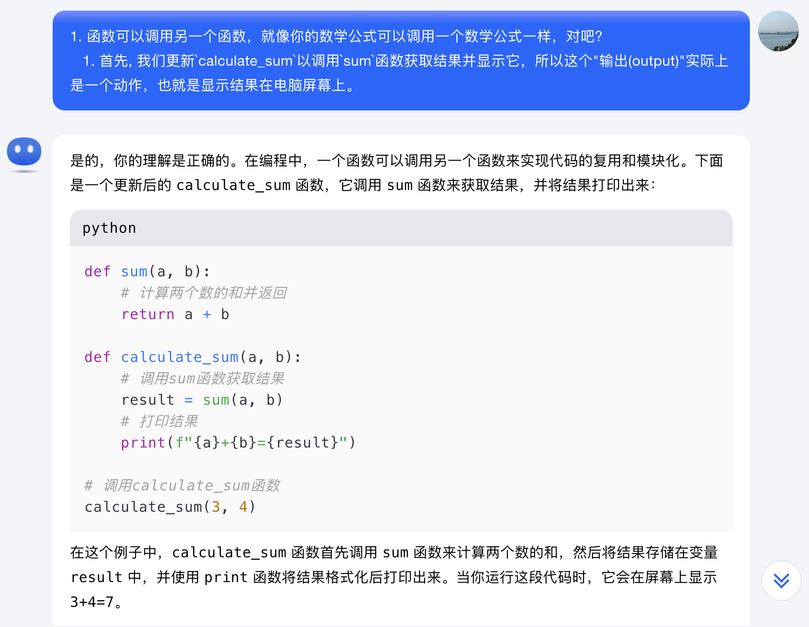 1. 函数可以调用另一个函数，就像你的数学公式可以调用一个数学公式一样，对吧?
1. 首先, 我们更新`calculate_sum`以调用`sum`函数获取结果并显示它，所以这个"输出(output)"实际上
是一个动作，也就是显示结果在电脑屏幕上。
是的，你的理解是正确的。在编程中，一个函数可以调用另一个函数来实现代码的复用和模块化。下面
是一个更新后的 calculate_sum 函数，它调用 sum 函数来获取结果，并将结果打印出来：
python
def sum(a, b):
    # 计算两个数的和并返回
    return a + b
def calculate_sum(a, b):
    # 调用sum函数获取结果
    result = sum(a, b)
    # 打印结果
    print(f"{a}+{b}={result}")
# 调用calculate_sum函数
calculate_sum(3, 4)
在这个例子中，calculate_sum 函数首先调用 sum 函数来计算两个数的和，然后将结果存储在变量
result 中，并使用 print 函数将结果格式化后打印出来。当你运行这段代码时，它会在屏幕上显示
3+4=7。